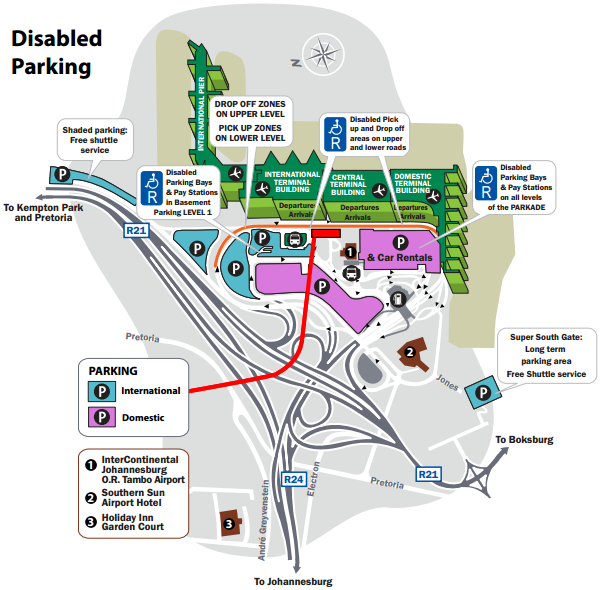 Disabled
Parking
N
INTERNATIONAL PIER
DROP OFF ZONES
ON UPPER LEVEL
PICK UP ZONES
ON LOWER LEVEL
Disabled Pick
up and Drop off
areas on upper
and lower roads
R
Shaded parking:
Free shuttle
service
P
Disabled
Parking Bays
& Pay Stations
in Basement
Parking LEVEL 1
R
INTERNATIONAL
TERMINAL
BUILDING
CENTRAL
TERMINAL
BUILDING
DOMESTIC
TERMINAL
BUILDING
Disabled
Parking Bays
& Pay Stations
on all levels
of the PARKADE
R
Departures
Arrivals
Departures
Arrivals
Departures
Arrivals
To Kempton Park
and Pretoria
R21
P
P
P
P
1
P
& Car Rentals
2
Pretoria
Super South Gate:
Long term
parking area
Free Shuttle service
Jones
P
PARKING
P International
P Domestic
1 InterContinental
Johannesburg
O.R. Tambo Airport
2 Southern Sun
Airport Hotel
3 Holiday Inn
Garden Court
To Boksburg
R21
R24
Electron
Pretoria
André Greyvenstein
3
To Johannesburg